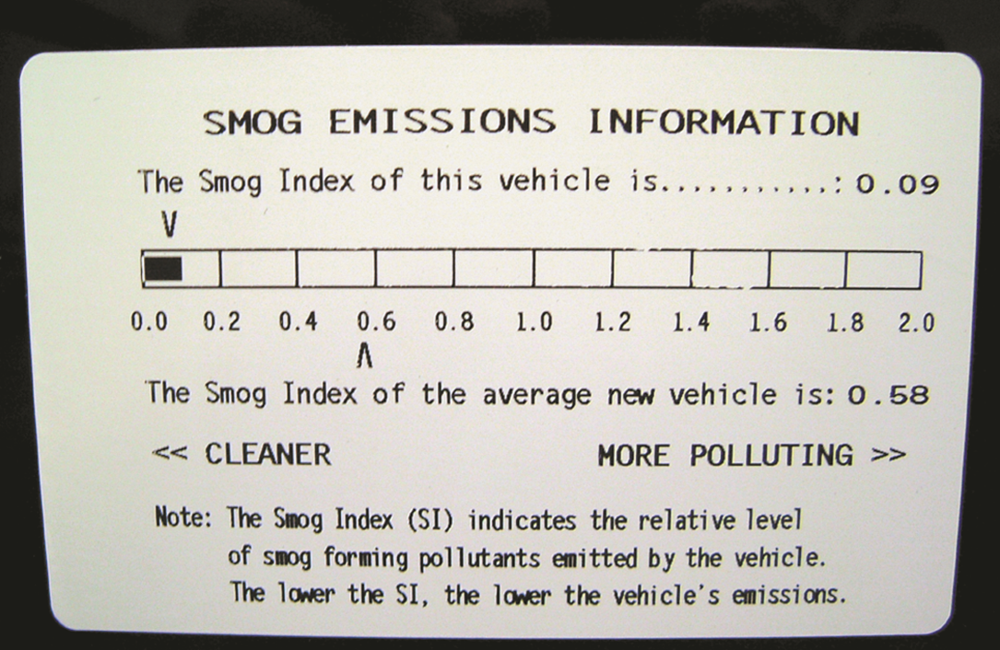 SMOG EMISSIONS INFORMATION
The Smog Index of this vehicle is...........: 0.09
V
0.0 0.2 0.4 0.6 0.8 1.0 1.2 1.4 1.6 1.8 2.0
Λ
The Smog Index of the average new vehicle is: 0.58
<< CLEANER MORE POLLUTING >>
Note: The Smog Index (SI) indicates the relative level
of smog forming pollutants emitted by the vehicle.
The lower the SI, the lower the vehicle's emissions.